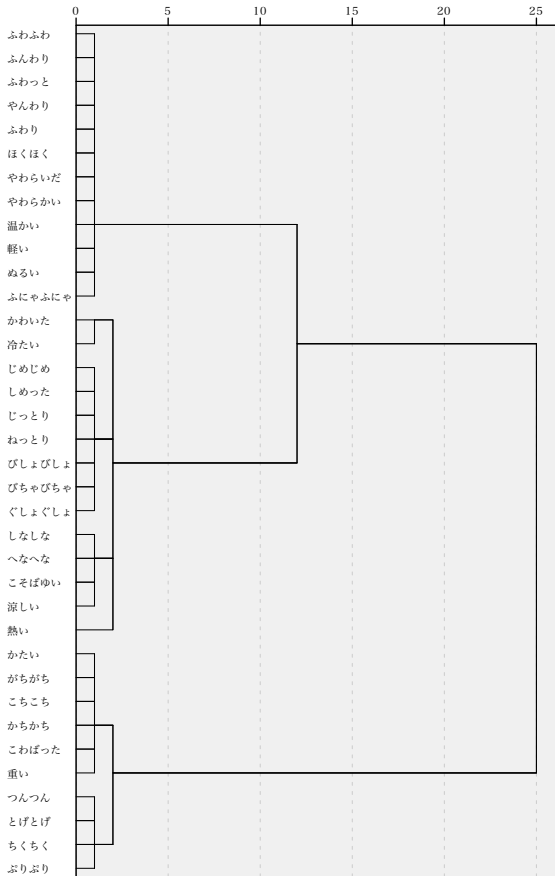 0 5 10 15 20 25
ふわふわ
ふんわり
ふわっと
やんわり
ふわり
ほくほく
やわらいだ
やわらかい
温かい
軽い
ぬるい
ふにゃふにゃ
かわいた
冷たい
じめじめ
しめった
じっとり
ねっとり
びしょびしょ
びちゃびちゃ
ぐしょぐしょ
しなしな
へなへな
こそばゆい
涼しい
熱い
かたい
がちがち
こちこち
かちかち
こわばった
重い
つんつん
とげとげ
ちくちく
ぷりぷり